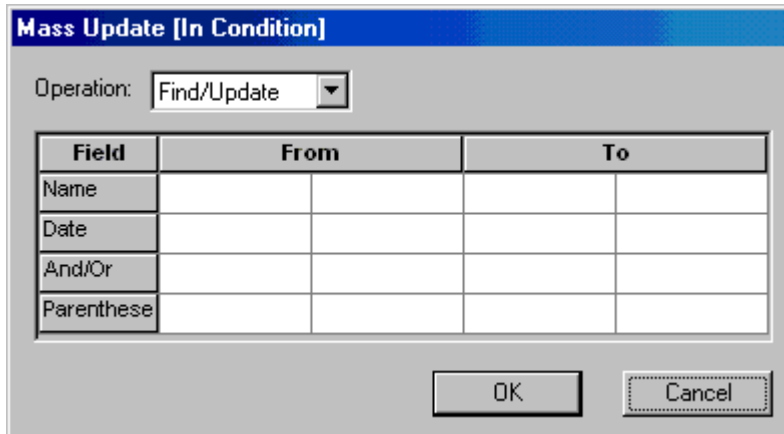 Mass Update [In Condition]
Operation: Find/Update
Field From To
Name
Date
And/Or
Parenthese
OK Cancel